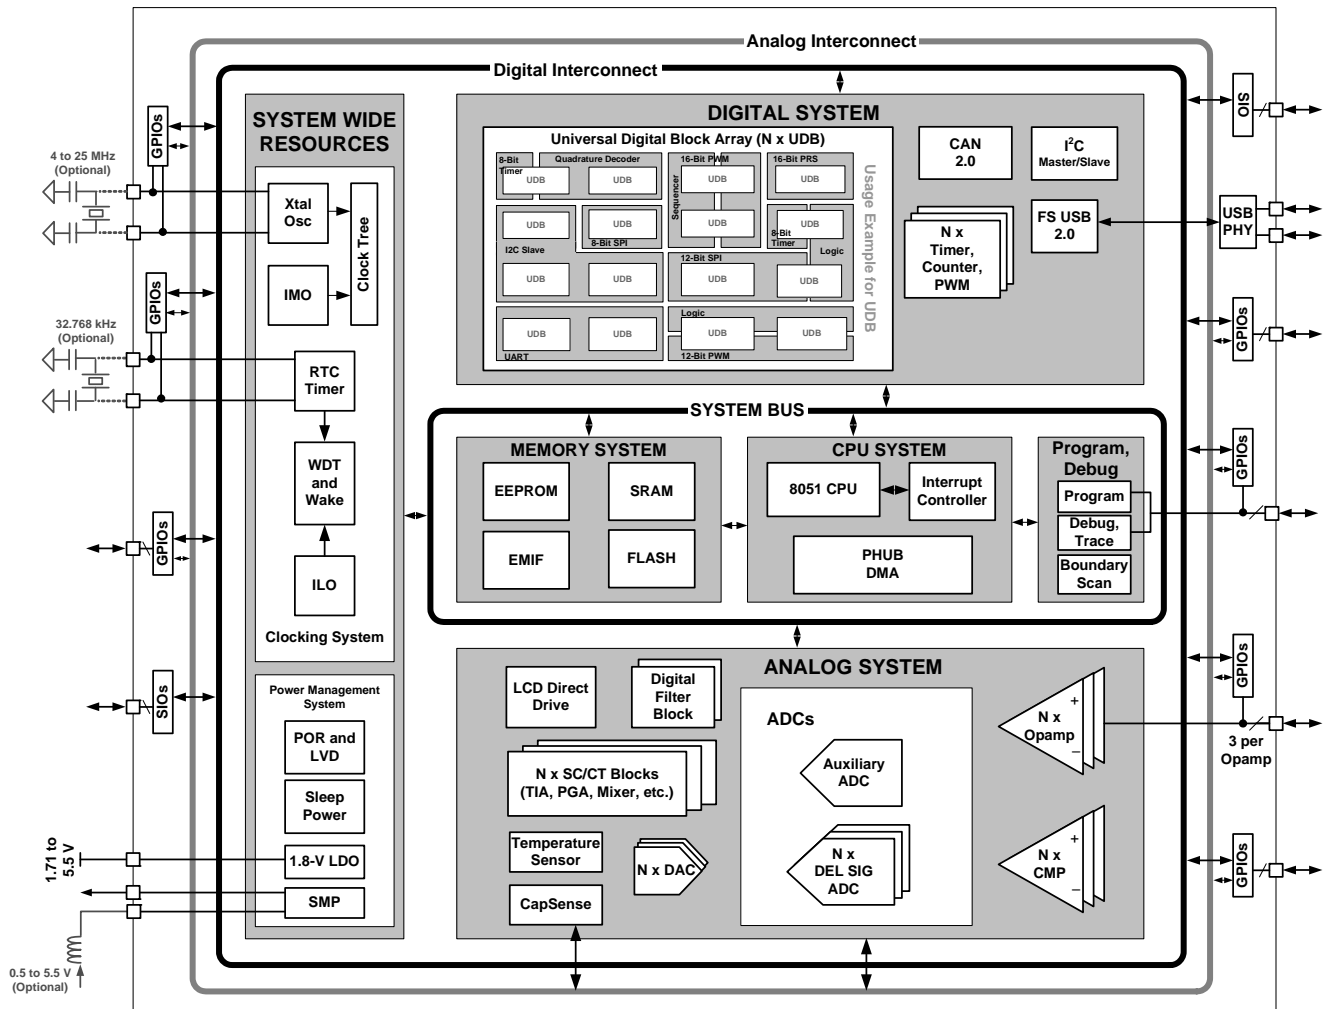 Analog Interconnect
Digital Interconnect
SYSTEM WIDE
RESOURCES
Xtal
Osc
IMO
Clock Tree
RTC
Timer
WDT
and
Wake
ILO
Clocking System
Power Management
System
POR and
LVD
Sleep
Power
1.8-V LDO
SMP
GPIOs
4 to 25 MHz
(Optional)
GPIOs
32.768 kHz
(Optional)
GPIOs
SIOs
1.71 to
5.5 V
0.5 to 5.5 V
(Optional)
DIGITAL SYSTEM
Universal Digital Block Array (N x UDB)
8-Bit
Timer
Quadrature Decoder
16-Bit PWM
16-Bit PRS
UDB
UDB
UDB
UDB
Sequencer
UDB
UDB
UDB
UDB
I2C Slave
8-Bit SPI
8-Bit
Timer
Logic
12-Bit SPI
UDB
UDB
UDB
UDB
Logic
UDB
UDB
UDB
UDB
UART
12-Bit PWM
Usage Example for UDB
CAN
2.0
I2C
Master/Slave
N x
Timer,
Counter,
PWM
FS USB
2.0
SYSTEM BUS
MEMORY SYSTEM
EEPROM
SRAM
EMIF
FLASH
CPU SYSTEM
8051 CPU
Interrupt
Controller
PHUB
DMA
Program,
Debug
Program
Debug,
Trace
Boundary
Scan
ANALOG SYSTEM
LCD Direct
Drive
Digital
Filter
Block
N x SC/CT Blocks
(TIA, PGA, Mixer, etc.)
Temperature
Sensor
N x DAC
CapSense
ADCs
Auxiliary
ADC
N x
DEL SIG
ADC
N x
Opamp
+
−
N x
CMP
+
−
SIO
USB
PHY
GPIOs
GPIOs
GPIOs
3 per
Opamp
GPIOs